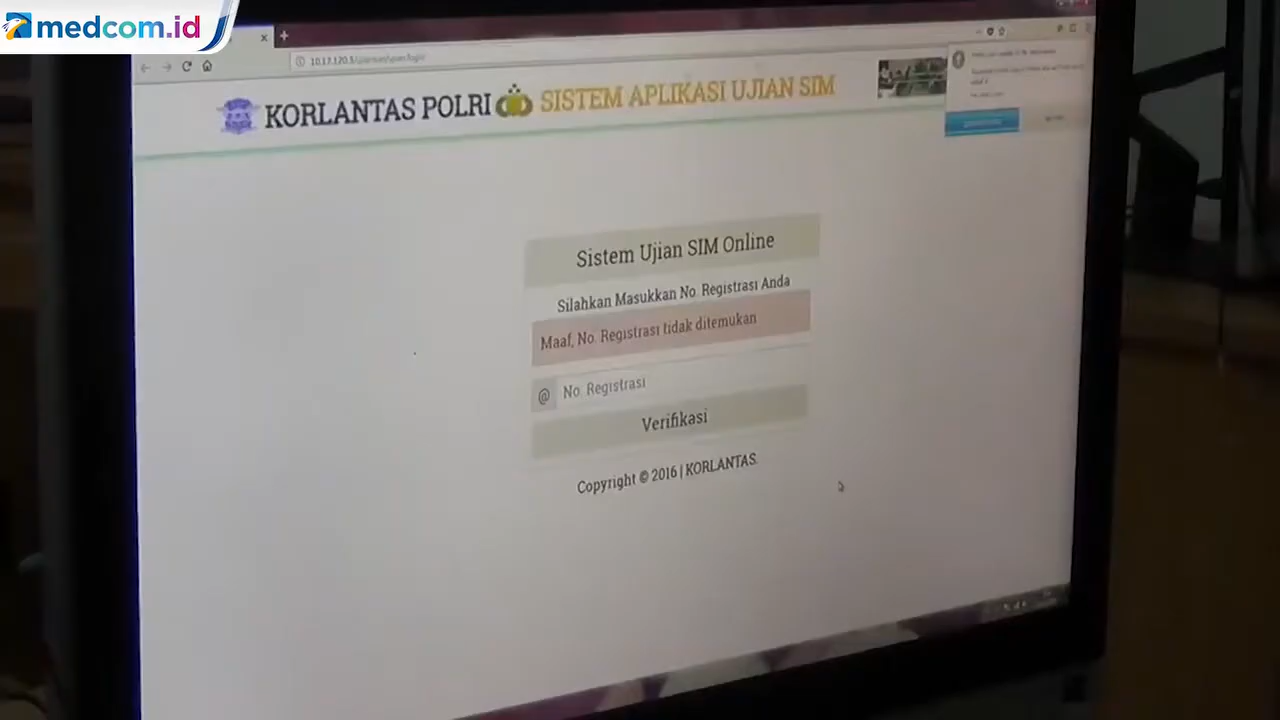 medcom.id
KORLANTAS POLRI SISTEM APLIKASI UJIAN SIM
Sistem Ujian SIM Online
Silahkan Masukkan No. Registrasi Anda
Maaf, No. Registrasi tidak ditemukan
@ No. Registrasi
Verifikasi
Copyright © 2016 | KORLANTAS.